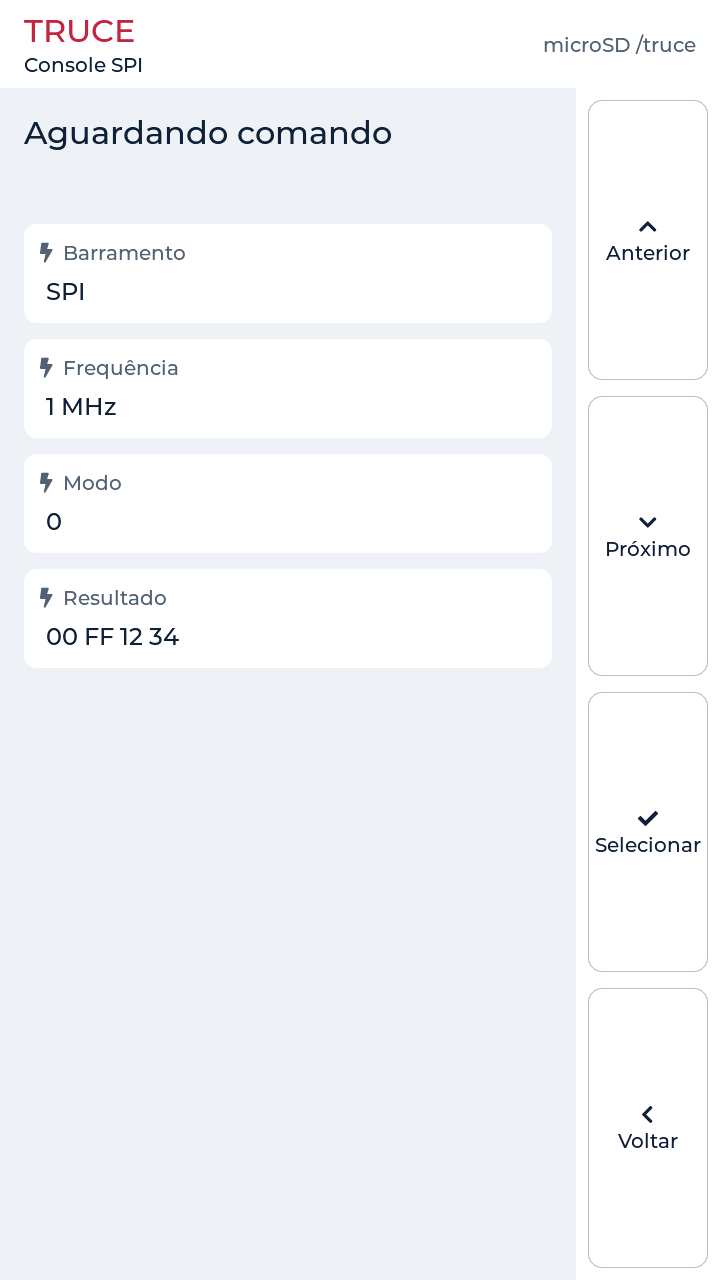 TRUCE
Console SPI
microSD /truce
Aguardando comando
Barramento
SPI
Frequência
1 MHz
Modo
0
Resultado
00 FF 12 34
Anterior
Próximo
Selecionar
Voltar